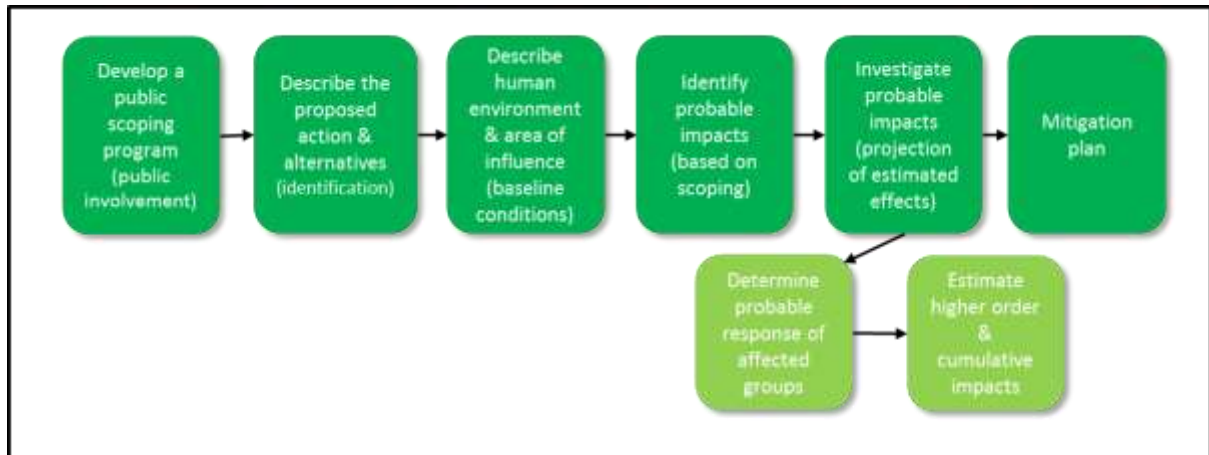 Develop a
public
scoping
program
(public
involvement)
Describe the
proposed
action &
alternatives
(identification)
Describe
human
environment
& area of
influence
(baseline
conditions)
Identify
probable
impacts
(based on
scoping)
Investigate
probable
impacts
(projection
of estimated
effects)
Mitigation
plan
Determine
probable
response of
affected
groups
Estimate
higher order
&
cumulative
impacts